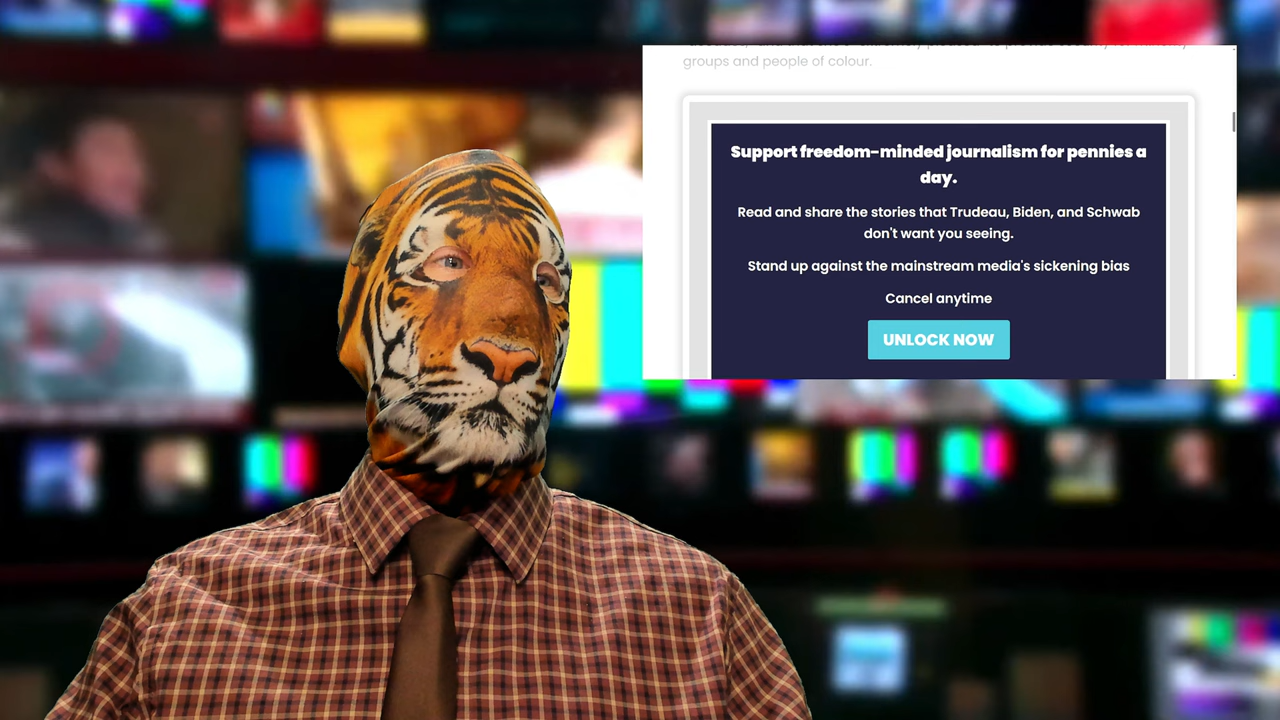 groups and people of colour.
Support freedom-minded journalism for pennies a
day.
Read and share the stories that Trudeau, Biden, and Schwab
don't want you seeing.
Stand up against the mainstream media's sickening bias
Cancel anytime
UNLOCK NOW